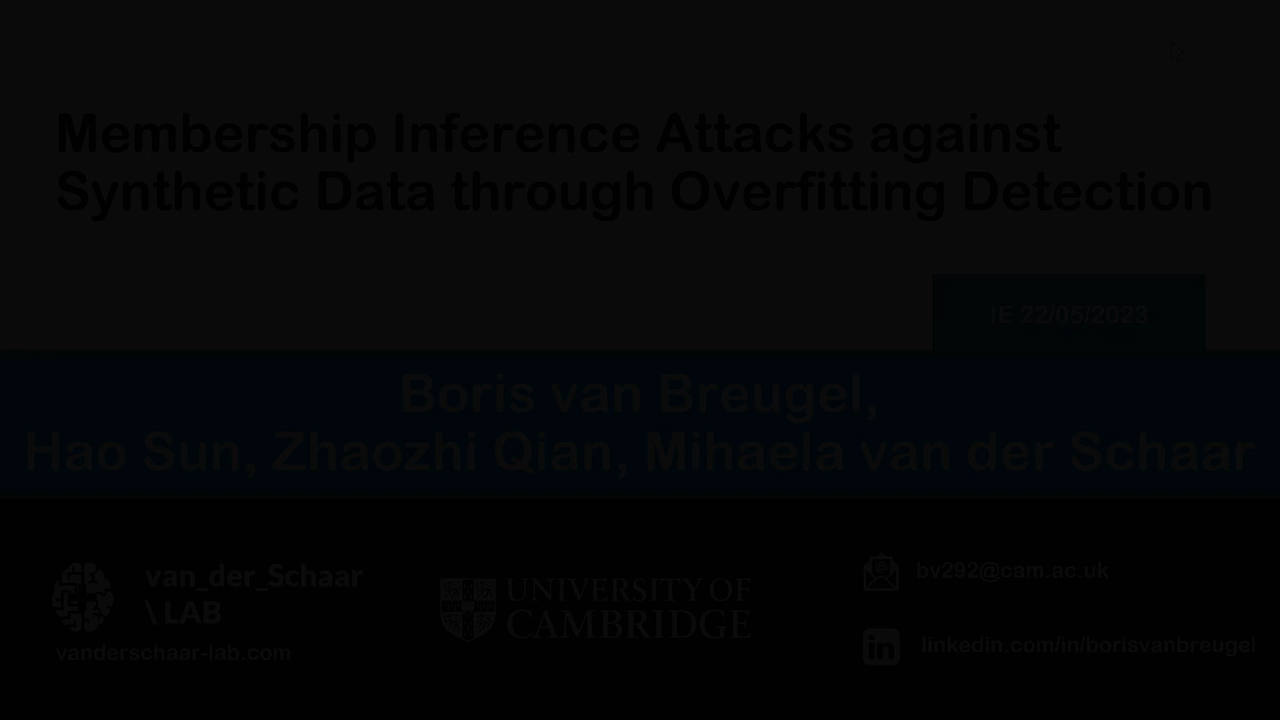 Membership Inference Attacks against
Synthetic Data through Overfitting Detection
IE 22/05/2023
Boris van Breugel,
Hao Sun, Zhaozhi Qian, Mihaela van der Schaar
van_der_Schaar
\ LAB
vanderschaar-lab.com
UNIVERSITY OF
CAMBRIDGE
bv292@cam.ac.uk
linkedin.com/in/borisvanbreugel